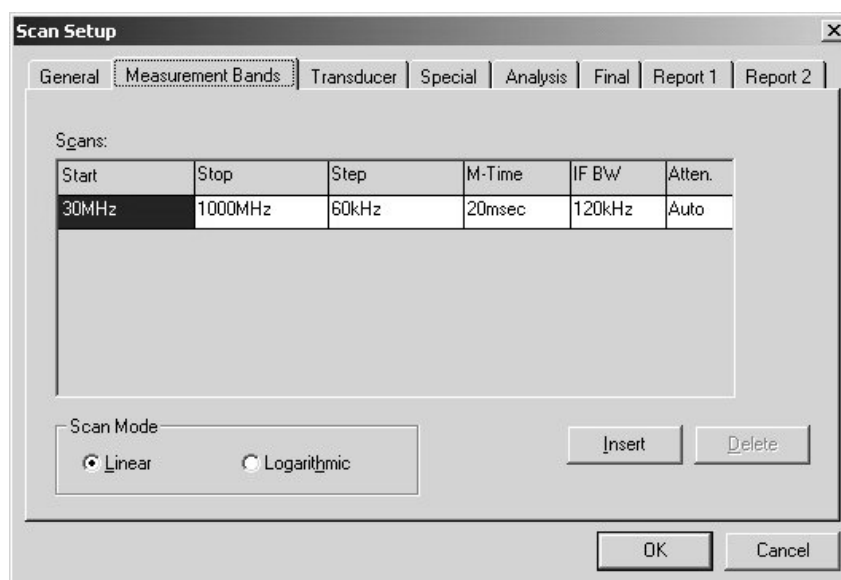 Scan Setup
General Measurement Bands Transducer Special Analysis Final Report 1 Report 2
Scans:
Start Stop Step M-Time IF BW Atten.
30MHz 1000MHz 60kHz 20msec 120kHz Auto
Scan Mode
Linear Logarithmic
Insert Delete
OK Cancel